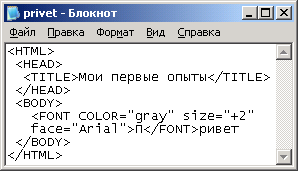 privet - Блокнот
Файл Правка Формат Вид Справка
<HTML>
<HEAD>
<TITLE>Мои первые опыты</TITLE>
</HEAD>
<BODY>
<FONT COLOR="gray" size="+2"
face="Arial">П</FONT>ривет
</BODY>
</HTML>